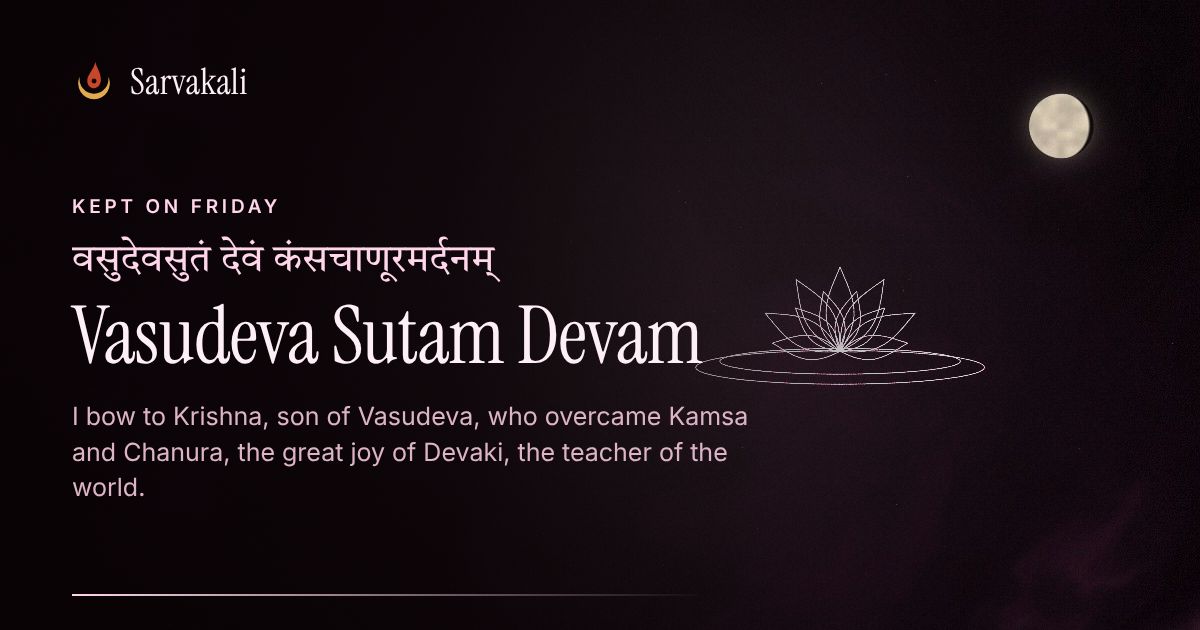 Sarvakali
KEPT ON FRIDAY
वसुदेवसुतं देवं कंसचाणूरमर्दनम्
Vasudeva Sutam Devam
I bow to Krishna, son of Vasudeva, who overcame Kamsa
and Chanura, the great joy of Devaki, the teacher of the
world.